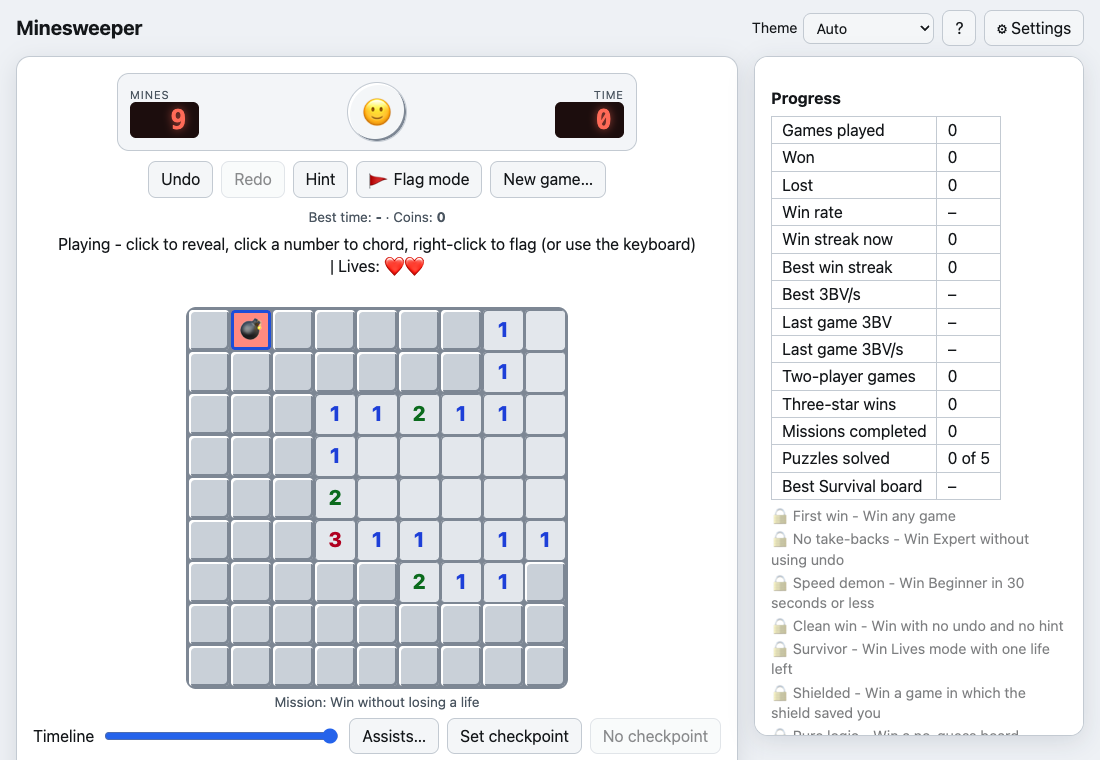 Minesweeper
Theme Auto ? ⚙ Settings
MINES TIME
9 🙂 0
Undo Redo Hint 🚩 Flag mode New game...
Best time: - · Coins: 0
Playing - click to reveal, click a number to chord, right-click to flag (or use the keyboard)
| Lives: ❤️❤️
1
1
1 1 2 1 1
1
2
3 1 1 1 1
2 1 1
Mission: Win without losing a life
Timeline Assists... Set checkpoint No checkpoint
Progress
Games played 0
Won 0
Lost 0
Win rate –
Win streak now 0
Best win streak 0
Best 3BV/s –
Last game 3BV –
Last game 3BV/s –
Two-player games 0
Three-star wins 0
Missions completed 0
Puzzles solved 0 of 5
Best Survival board –
🔒 First win - Win any game
🔒 No take-backs - Win Expert without
using undo
🔒 Speed demon - Win Beginner in 30
seconds or less
🔒 Clean win - Win with no undo and no hint
🔒 Survivor - Win Lives mode with one life
left
🔒 Shielded - Win a game in which the
shield saved you
🔒 Pure logic - Win a no-guess board